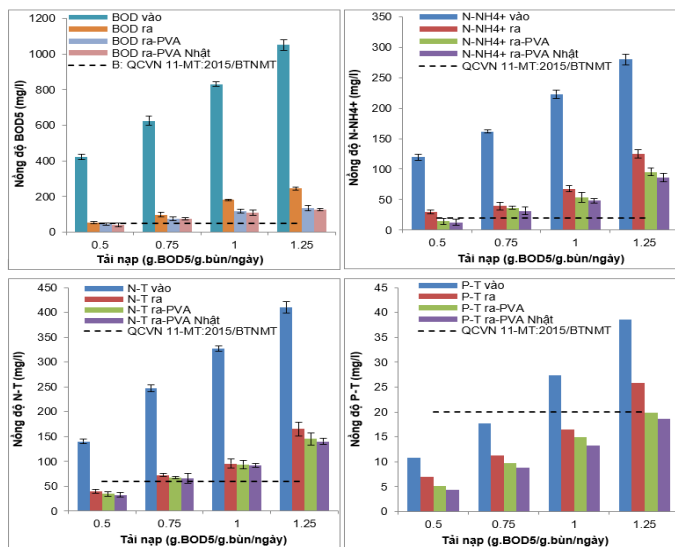 BOD vào
BOD ra
BOD ra-PVA
BOD ra-PVA Nhật
B: QCVN 11-MT:2015/BTNMT
Nồng độ BOD5 (mg/l)
1200
1000
800
600
400
200
0
0.5 0.75 1 1.25
Tải nạp (g.BOD5/g.bùn/ngày)
N-NH4+ vào
N-NH4+ ra
N-NH4+ ra-PVA
N-NH4+ ra-PVA Nhật
QCVN 11-MT:2015/BTNMT
Nồng độ N-NH4+ (mg/l)
350
300
250
200
150
100
50
0
0.5 0.75 1 1.25
Tải nạp (g.BOD5/g.bùn/ngày)
N-T vào
N-T ra
N-T ra-PVA
N-T ra-PVA Nhật
QCVN 11-MT:2015/BTNMT
Nồng độ N-T (mg/l)
450
400
350
300
250
200
150
100
50
0
0.5 0.75 1 1.25
Tải nạp (g.BOD5/g.bùn/ngày)
P-T vào
P-T ra
P-T ra-PVA
P-T ra-PVA Nhật
QCVN 11-MT:2015/BTNMT
Nồng độ P-T (mg/l)
45
40
35
30
25
20
15
10
5
0
0.5 0.75 1 1.25
Tải nạp (g.BOD5/g.bùn/ngày)